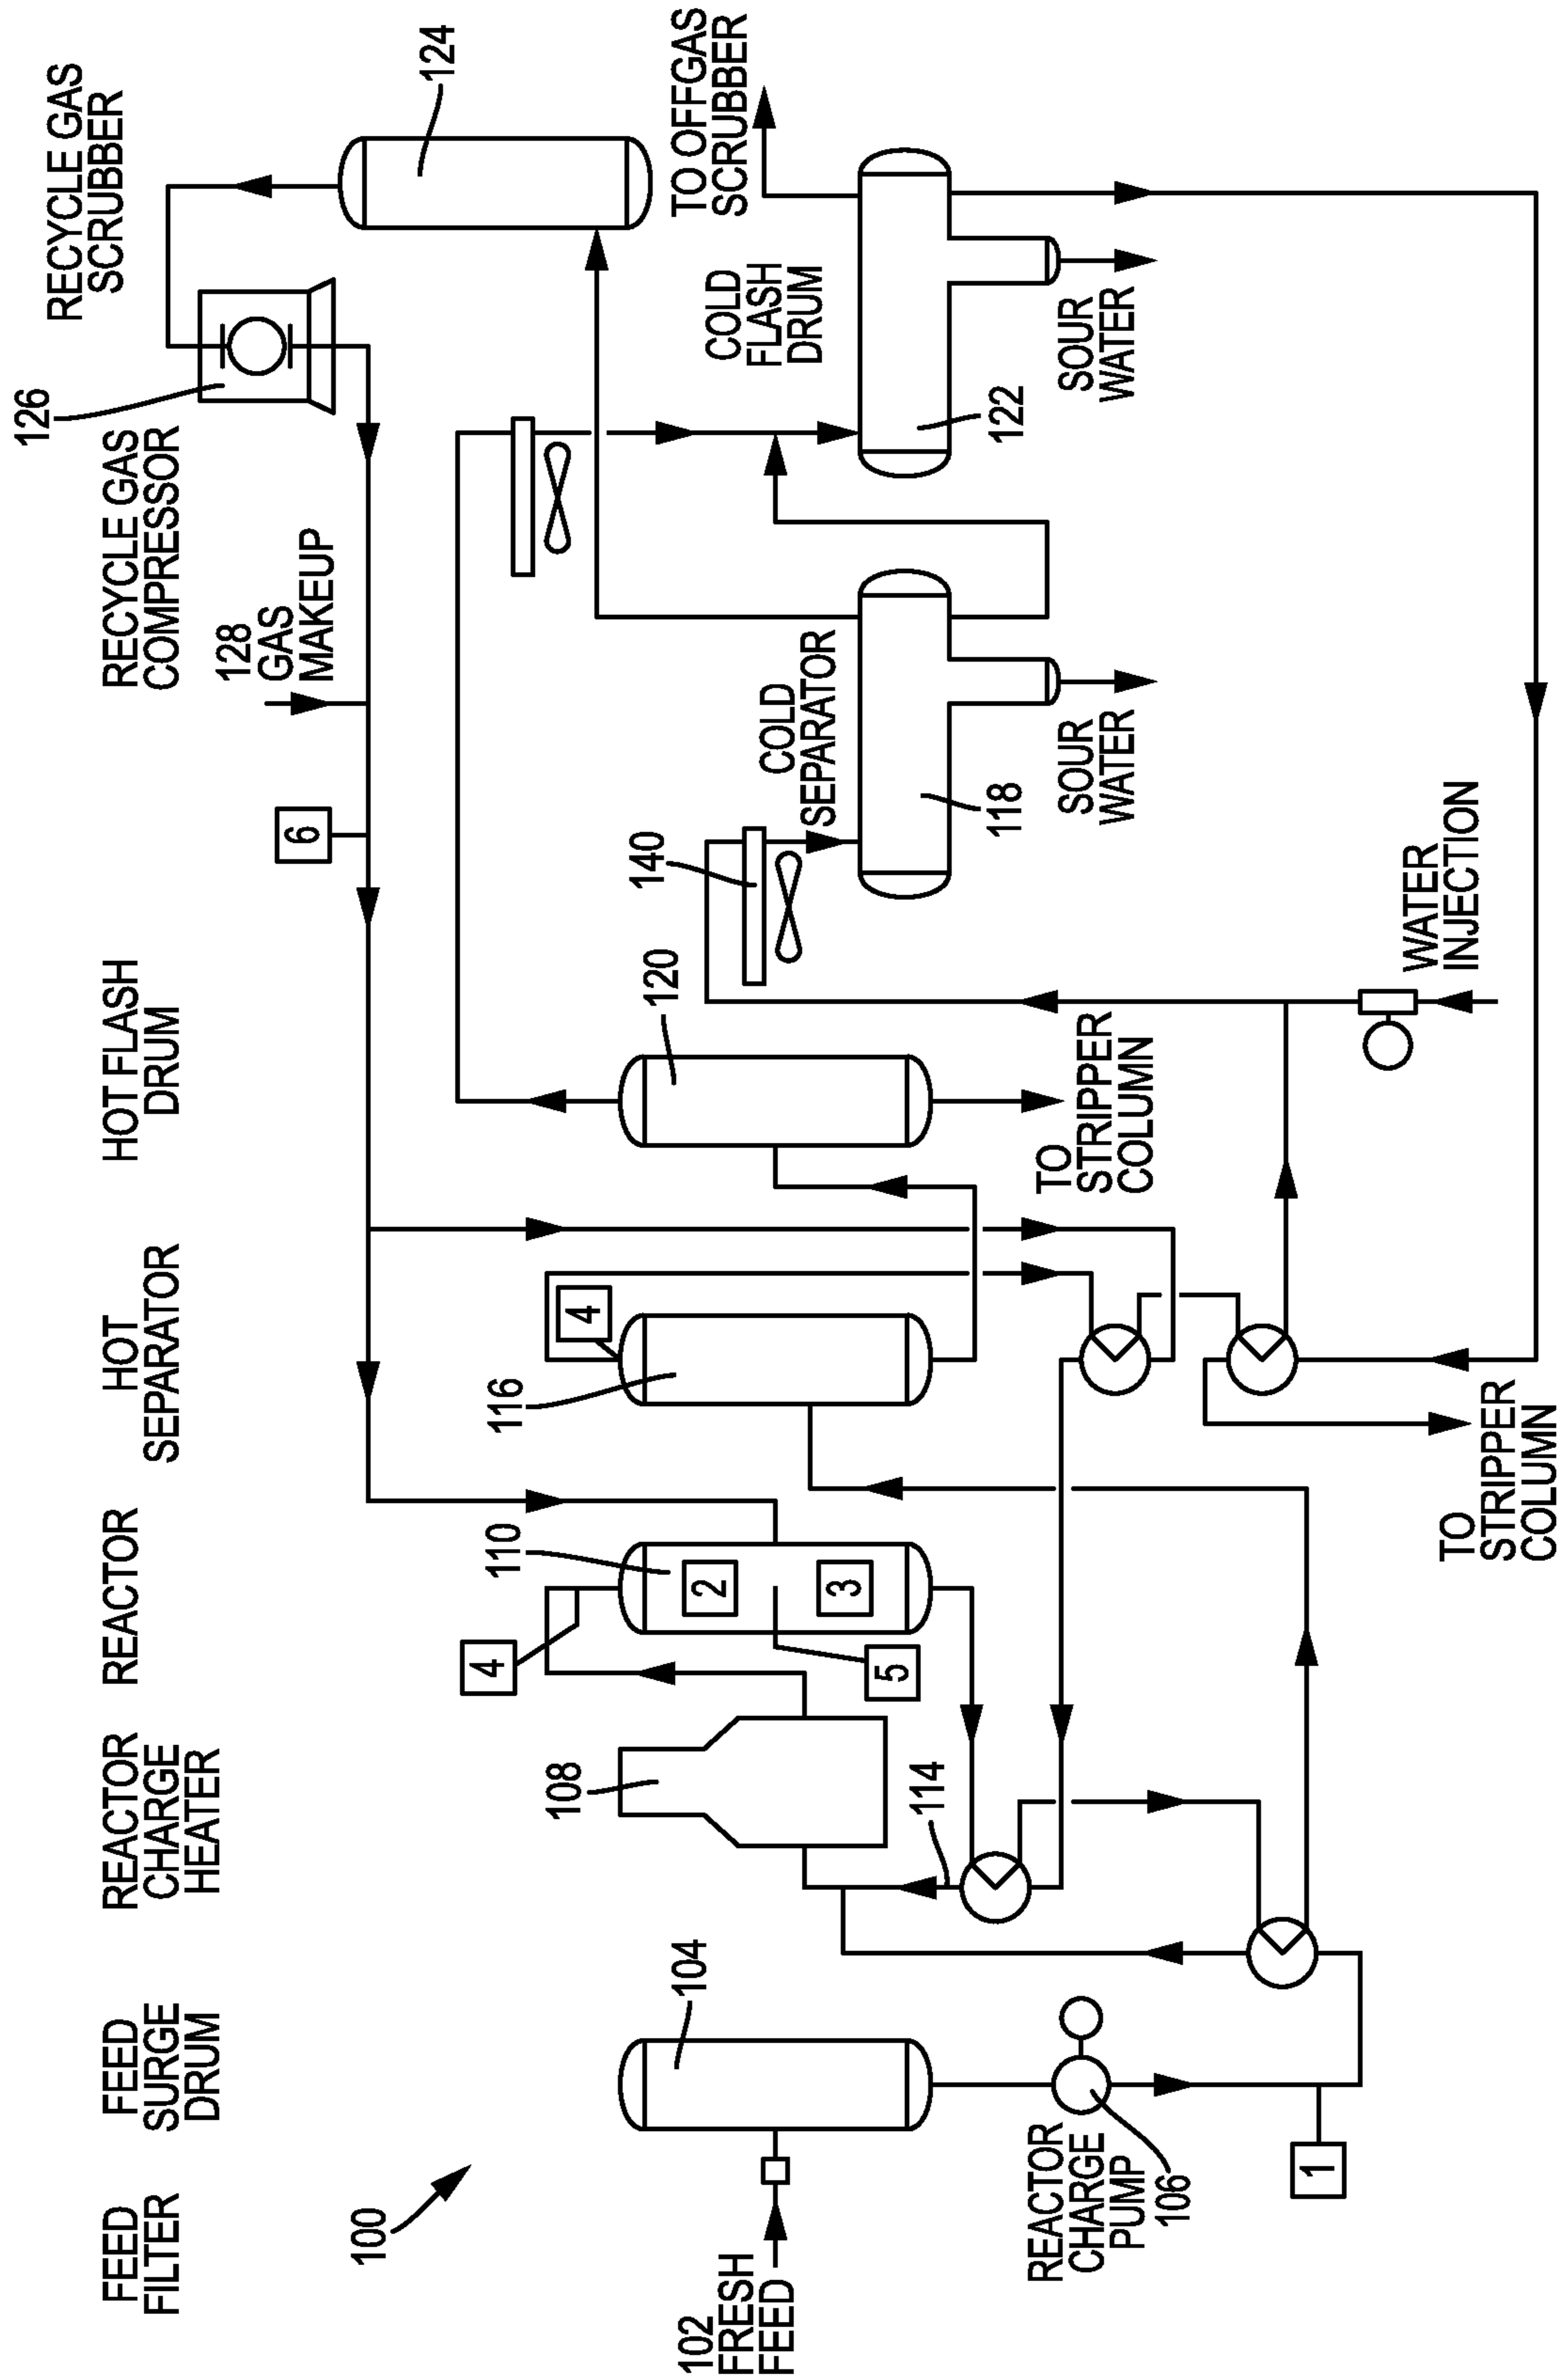 FEED
FILTER
FEED
SURGE
DRUM
REACTOR
CHARGE
HEATER
REACTOR
HOT
SEPARATOR
HOT FLASH
DRUM
RECYCLE GAS
COMPRESSOR
RECYCLE GAS
SCRUBBER
100
126
128
GAS
MAKEUP
6
124
102
FRESH
FEED
104
108
4
110
2
3
5
116
4
120
140
COLD
SEPARATOR
118
COLD
FLASH
DRUM
122
TO OFFGAS
SCRUBBER
114
REACTOR
CHARGE
PUMP
106
1
TO
STRIPPER
COLUMN
SOUR
WATER
SOUR
WATER
TO
STRIPPER
COLUMN
WATER
INJECTION